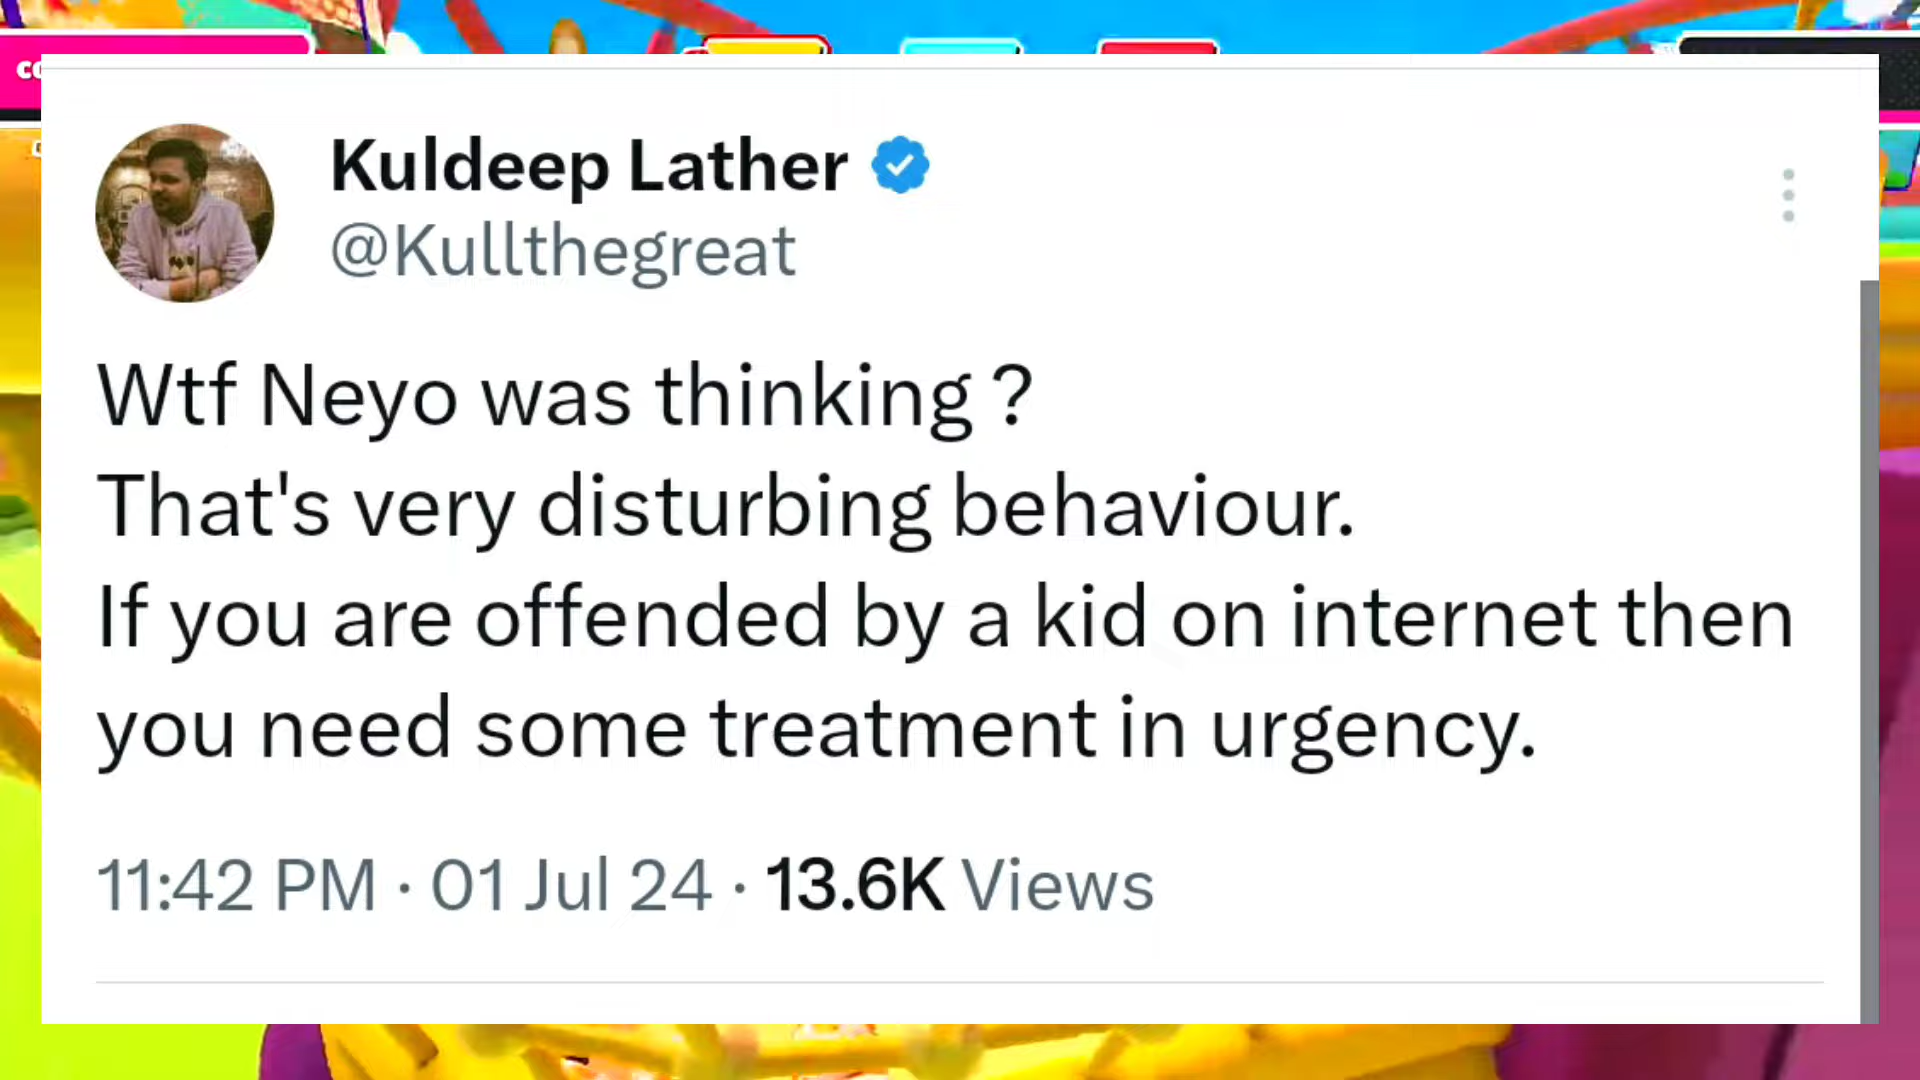 Kuldeep Lather
@Kullthegreat
Wtf Neyo was thinking ?
That's very disturbing behaviour.
If you are offended by a kid on internet then
you need some treatment in urgency.
11:42 PM · 01 Jul 24 · 13.6K Views